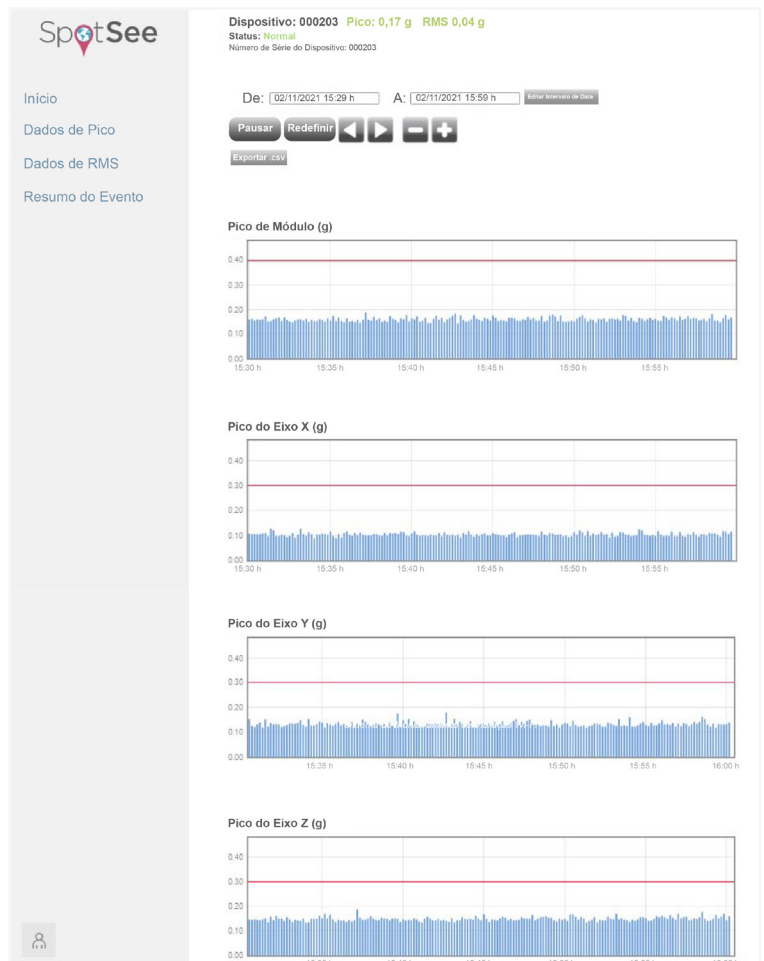 SpotSee
Dispositivo: 000203 Pico: 0,17 g RMS 0,04 g
Status: Normal
Número de Série do Dispositivo: 000203
Início
Dados de Pico
Dados de RMS
Resumo do Evento
De: 02/11/2021 15:29 h A: 02/11/2021 15:59 h Editar Intervalo de Data
Pausar Redefinir
Exportar .csv
Pico de Módulo (g)
0.40
0.30
0.20
0.10
0.00
15:30 h 15:35 h 15:40 h 15:45 h 15:50 h 15:55 h
Pico do Eixo X (g)
0.40
0.30
0.20
0.10
0.00
15:30 h 15:35 h 15:40 h 15:45 h 15:50 h 15:55 h
Pico do Eixo Y (g)
0.40
0.30
0.20
0.10
0.00
15:35 h 15:40 h 15:45 h 15:50 h 15:55 h 16:00 h
Pico do Eixo Z (g)
0.40
0.30
0.20
0.10
0.00